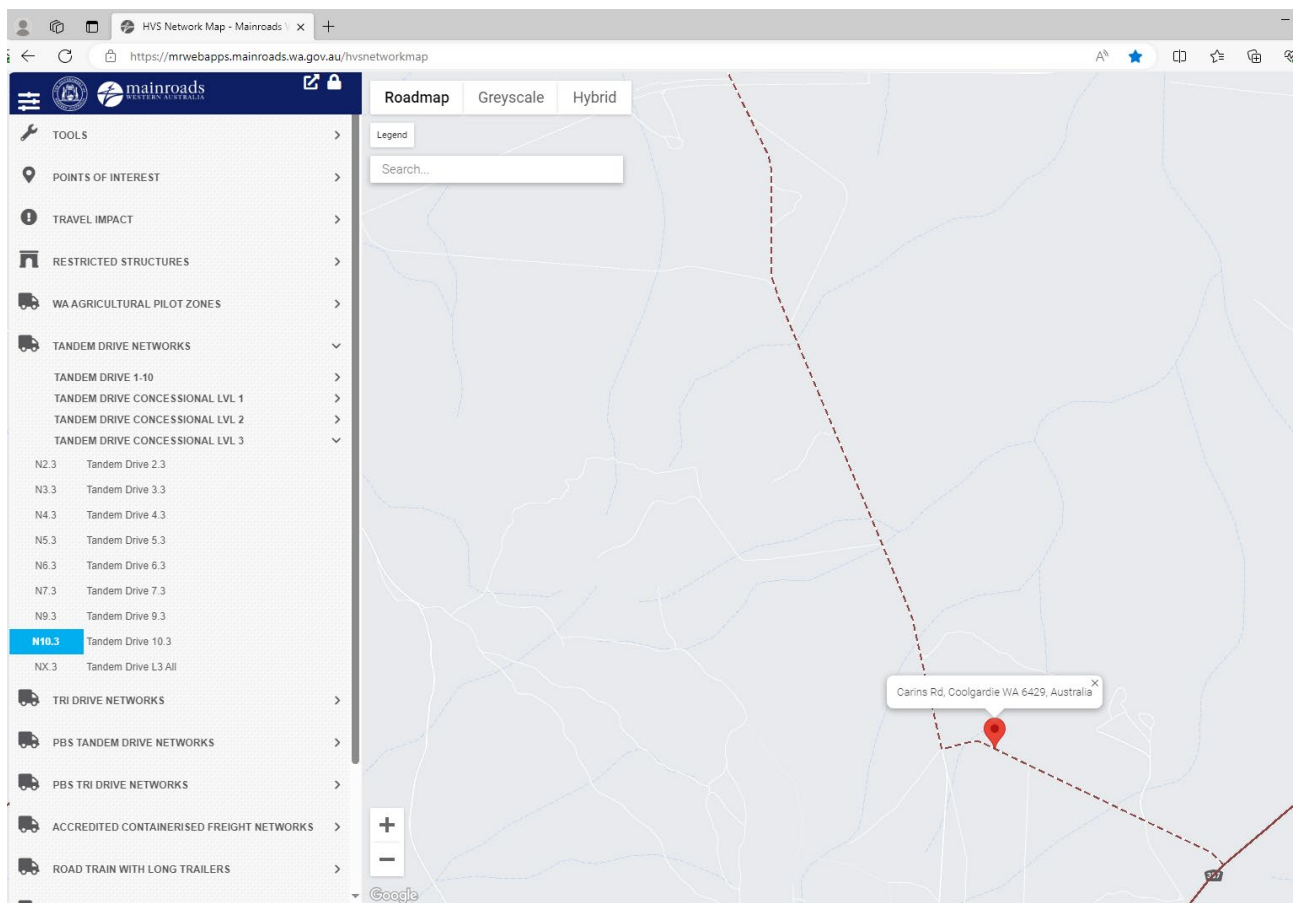 HVS Network Map - Mainroads W
https://mrwebapps.mainroads.wa.gov.au/hvsnetworkmap
mainroads
WESTERN AUSTRALIA
Roadmap Greyscale Hybrid
Legend
Search...
TOOLS
POINTS OF INTEREST
TRAVEL IMPACT
RESTRICTED STRUCTURES
WA AGRICULTURAL PILOT ZONES
TANDEM DRIVE NETWORKS
TANDEM DRIVE 1-10
TANDEM DRIVE CONCESSIONAL LVL 1
TANDEM DRIVE CONCESSIONAL LVL 2
TANDEM DRIVE CONCESSIONAL LVL 3
N2.3 Tandem Drive 2.3
N3.3 Tandem Drive 3.3
N4.3 Tandem Drive 4.3
N5.3 Tandem Drive 5.3
N6.3 Tandem Drive 6.3
N7.3 Tandem Drive 7.3
N9.3 Tandem Drive 9.3
N10.3 Tandem Drive 10.3
NX.3 Tandem Drive L3 All
TRI DRIVE NETWORKS
PBS TANDEM DRIVE NETWORKS
PBS TRI DRIVE NETWORKS
ACCREDITED CONTAINERISED FREIGHT NETWORKS
ROAD TRAIN WITH LONG TRAILERS
Carins Rd, Coolgardie WA 6429, Australia
Google